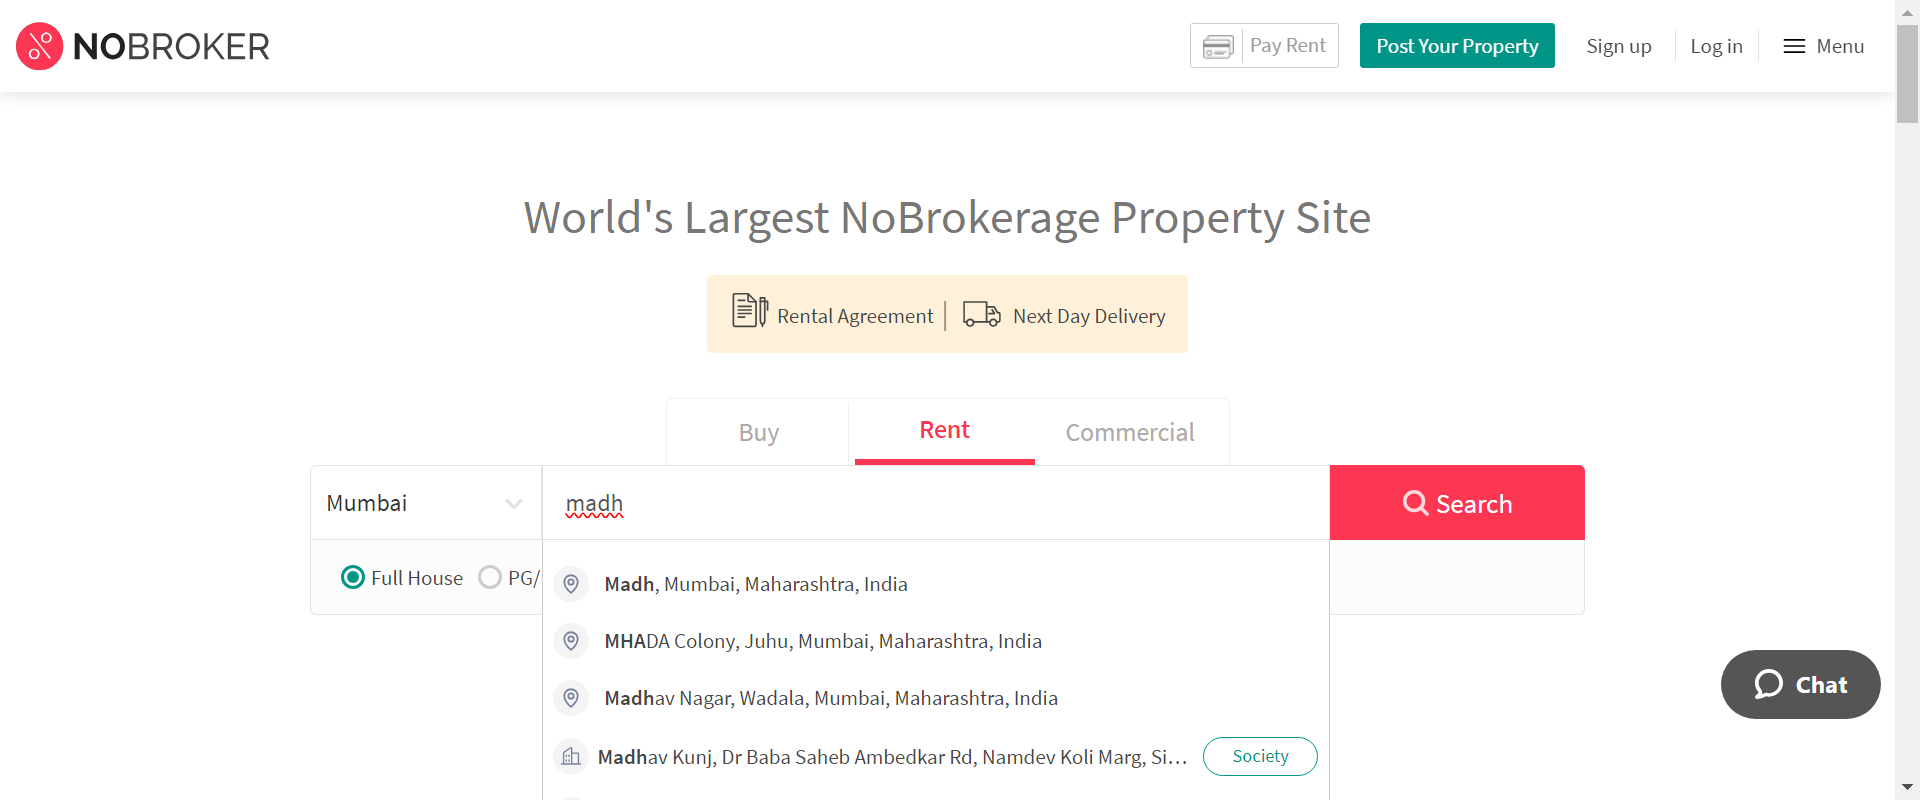 NOBROKER
Pay Rent
Post Your Property
Sign up
Log in
Menu
World's Largest NoBrokerage Property Site
Rental Agreement
Next Day Delivery
Buy
Rent
Commercial
Mumbai
madh
Search
Full House
PG/
Madh, Mumbai, Maharashtra, India
MHADA Colony, Juhu, Mumbai, Maharashtra, India
Madhav Nagar, Wadala, Mumbai, Maharashtra, India
Madhav Kunj, Dr Baba Saheb Ambedkar Rd, Namdev Koli Marg, Si...
Society
Chat